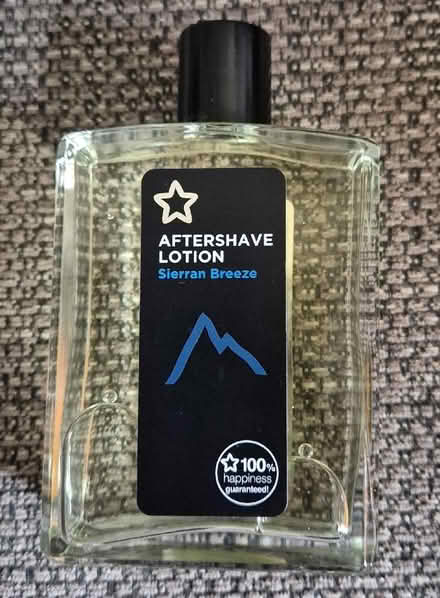 AFTERSHAVE
LOTION
Sierran Breeze
100%
happiness
guaranteed!